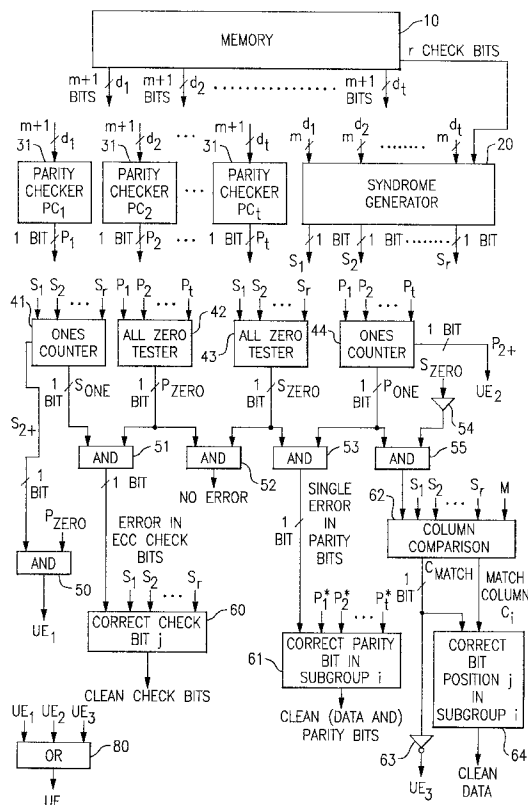 10
MEMORY
r CHECK BITS
m+1 BITS d1 m+1 BITS d2 m+1 BITS dt
m+1 d1 m+1 d2 ... m+1 dt m d1 m d2 m dt
31 31 31 20
PARITY CHECKER PC1
PARITY CHECKER PC2
...
PARITY CHECKER PCt
SYNDROME GENERATOR
1 BIT P1 1 BIT P2 ... 1 BIT Pt 1 BIT 1 BIT 1 BIT
S1 S2 Sr
S1 S2 ... Sr P1 P2 ... Pt S1 S2 ... Sr P1 P2 ... Pt
41 42 43 44
ONES COUNTER
ALL ZERO TESTER
ALL ZERO TESTER
ONES COUNTER
1 BIT P2+
UE2
1 BIT SONE 1 BIT PZERO 1 BIT SZERO 1 BIT PONE
SZERO
54
S2+
AND 51
AND 52
AND 53
AND 55
1 BIT
NO ERROR
1 BIT
PZERO
1 BIT
ERROR IN ECC CHECK BITS
SINGLE ERROR IN PARITY BITS
1 BIT
62 S1 S2 ... Sr M
COLUMN COMPARISON
AND 50
UE1
S1 S2 ... Sr
CORRECT CHECK BIT j 60
CLEAN CHECK BITS
P1* P2* ... Pt*
61 CORRECT PARITY BIT IN SUBGROUP i
CLEAN (DATA AND) PARITY BITS
1 BIT CMATCH
MATCH COLUMN Ci
CORRECT BIT POSITION j IN SUBGROUP i
63 64
UE3
CLEAN DATA
UE1 UE2 UE3
OR 80
UE